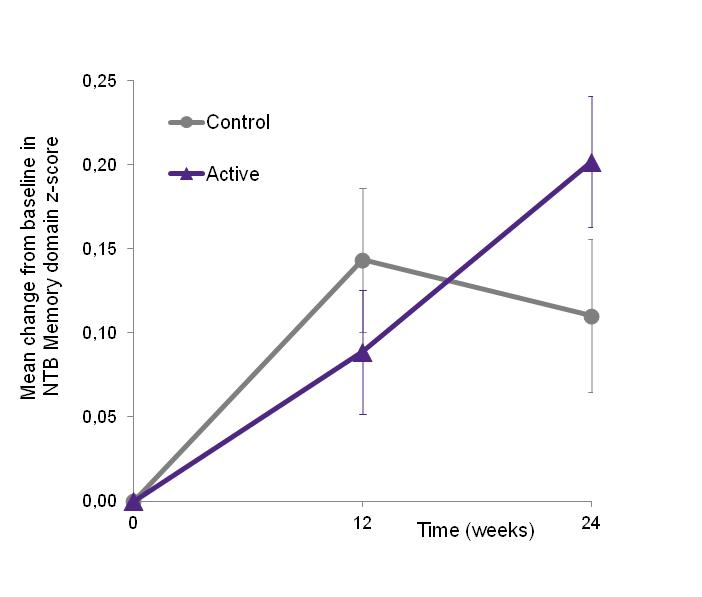 Mean change from baseline in
NTB Memory domain z-score
0,25
0,20
0,15
0,10
0,05
0,00
Control
Active
0
12
24
Time (weeks)